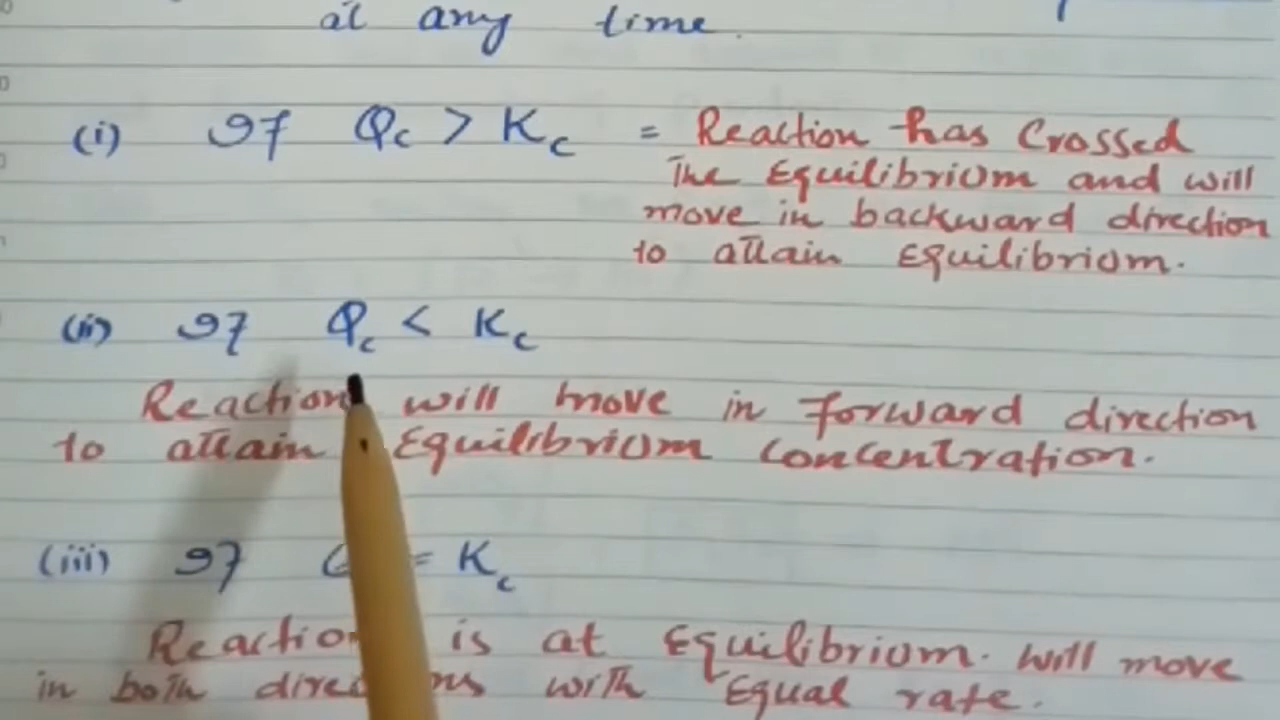 at any time.
(i) If Qc > Kc = Reaction has Crossed
The Equilibrium and will
move in backward direction
to attain Equilibrium.
(ii) If Qc < Kc
Reaction will move in forward direction
to attain Equilibrium Concentration.
(iii) If = Kc
Reaction is at Equilibrium. will move
in both directions with Equal rate.